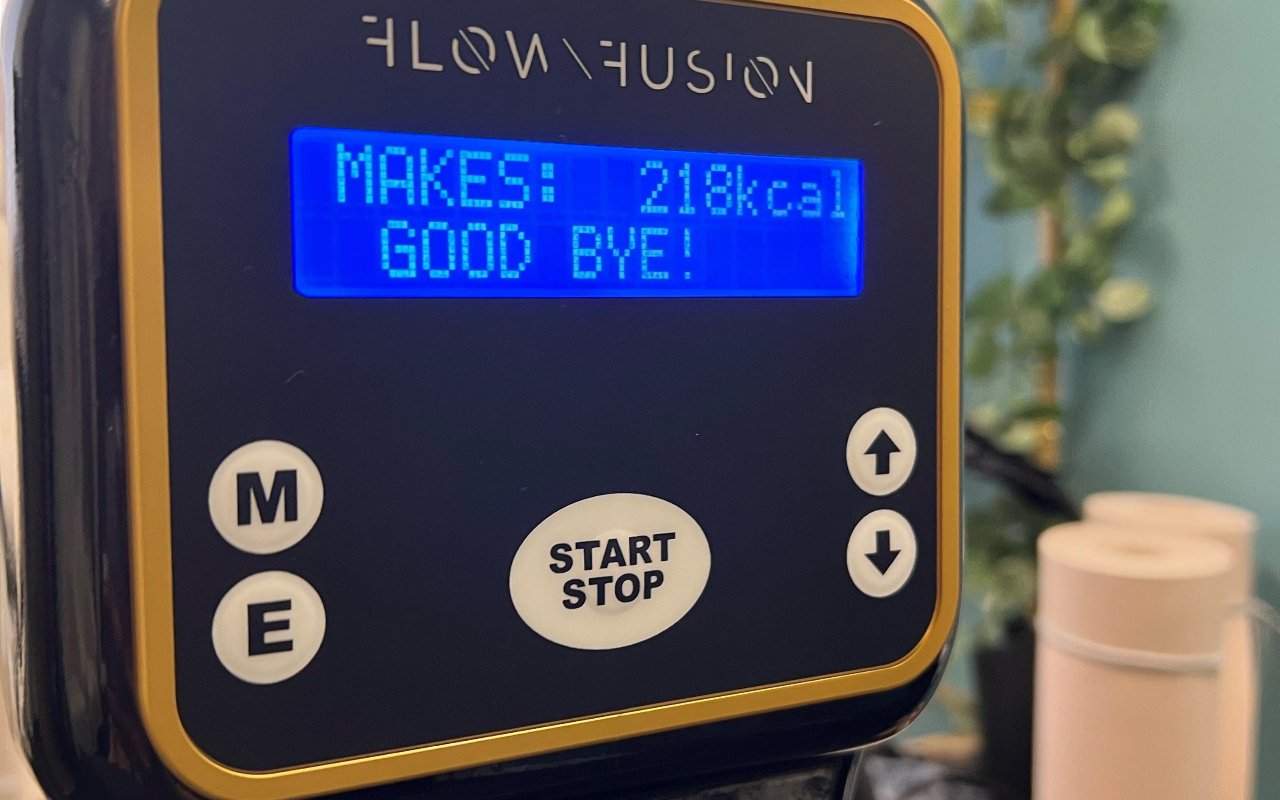 FLOW\FUSION
MAKES: 218kcal
GOOD BYE!
M
E
START
STOP